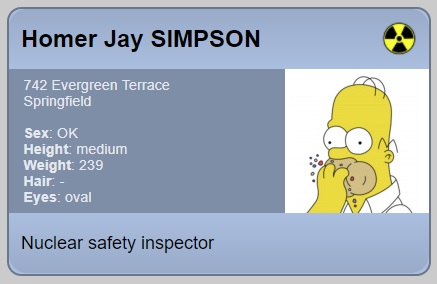 Homer Jay SIMPSON
742 Evergreen Terrace
Springfield
Sex: OK
Height: medium
Weight: 239
Hair: -
Eyes: oval
Nuclear safety inspector